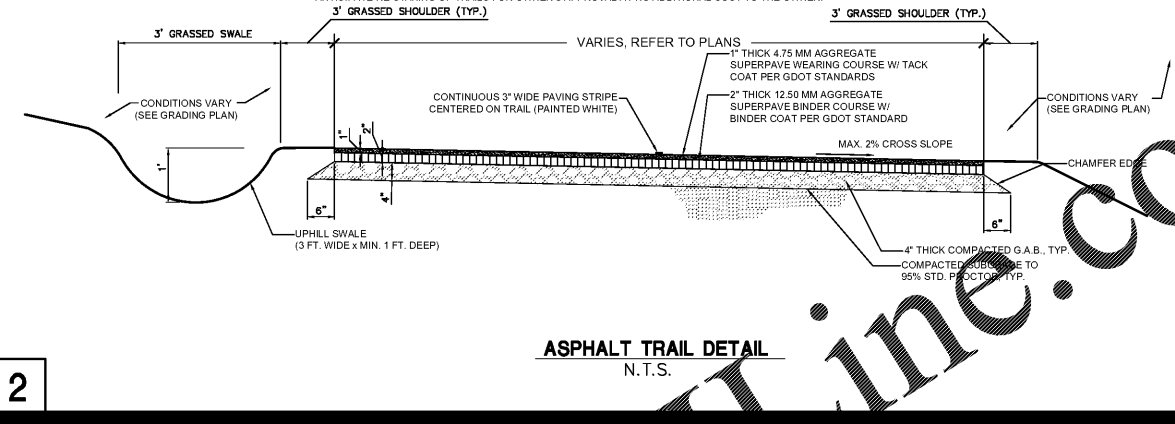 3' GRASSED SHOULDER (TYP.)
3' GRASSED SHOULDER (TYP.)
3' GRASSED SWALE
VARIES, REFER TO PLANS
1" THICK 4.75 MM AGGREGATE
SUPERPAVE WEARING COURSE W/ TACK
COAT PER GDOT STANDARDS
CONDITIONS VARY
(SEE GRADING PLAN)
CONTINUOUS 3" WIDE PAVING STRIPE
CENTERED ON TRAIL (PAINTED WHITE)
2" THICK 12.50 MM AGGREGATE
SUPERPAVE BINDER COURSE W/
BINDER COAT PER GDOT STANDARD
CONDITIONS VARY
(SEE GRADING PLAN)
1"
2"
MAX. 2% CROSS SLOPE
1'
CHAMFER EDGE
4"
6"
6"
UPHILL SWALE
(3 FT. WIDE x MIN. 1 FT. DEEP)
4" THICK COMPACTED G.A.B., TYP.
COMPACTED SUBGRADE TO
95% STD. PROCTOR, TYP.
ASPHALT TRAIL DETAIL
N.T.S.
2
Line.co